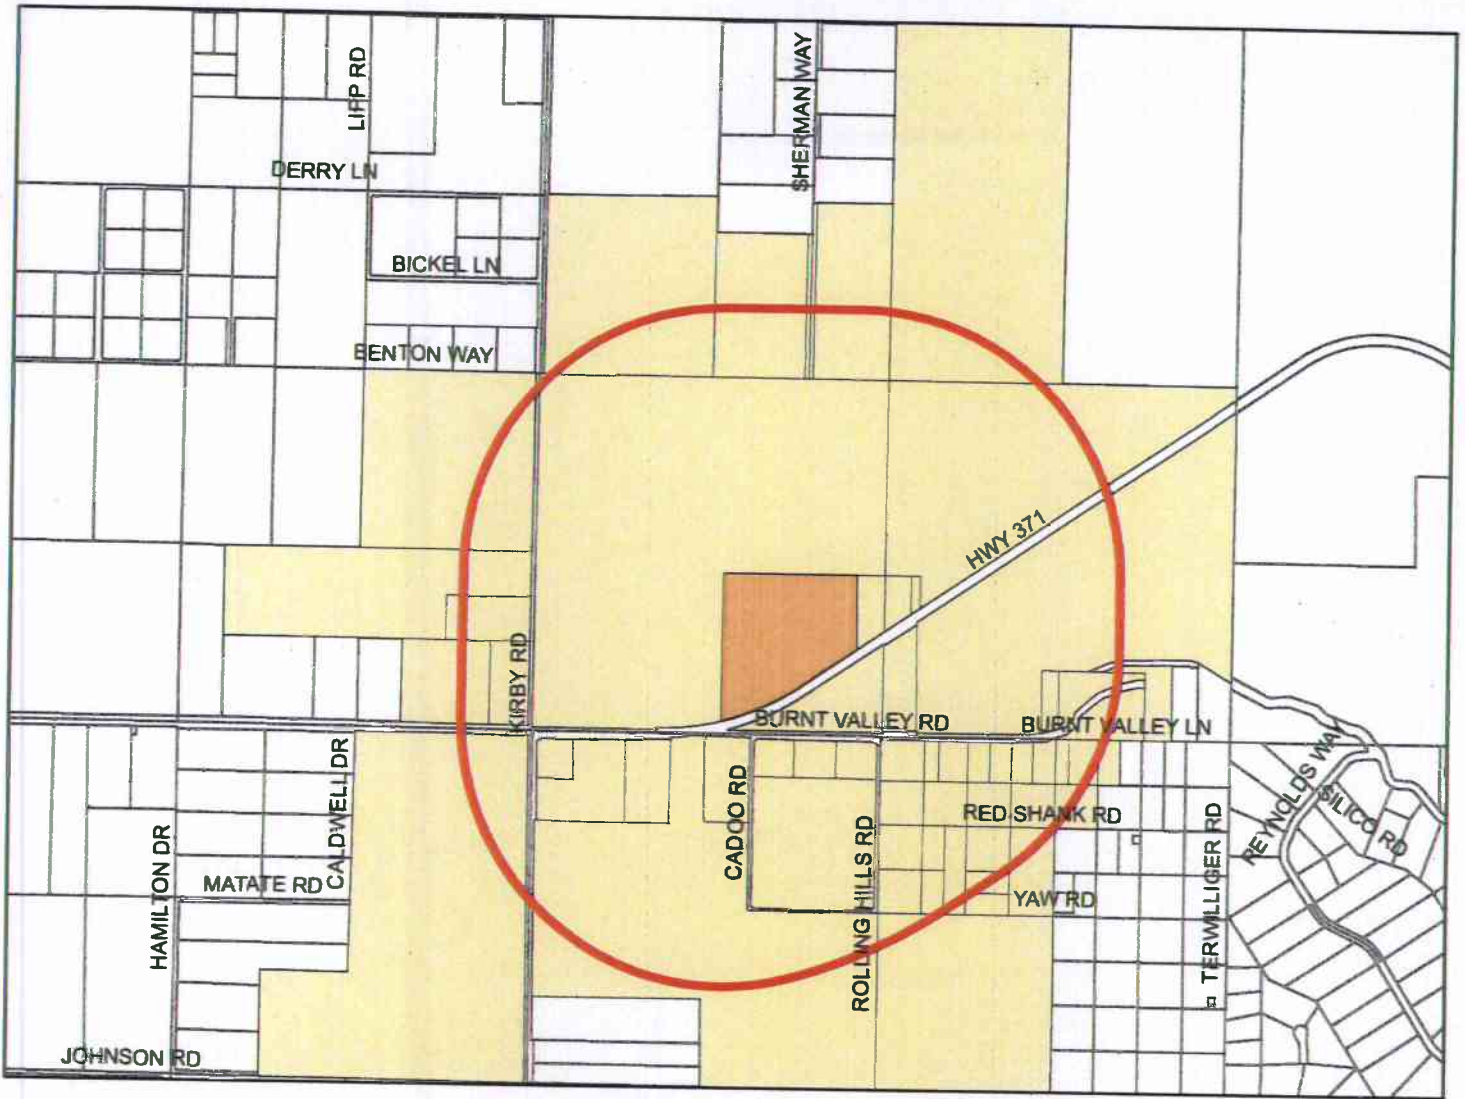 LIPP RD
SHERMAN WAY
DERRY LN
BICKEL LN
BENTON WAY
HWY 371
KIRBY RD
BURNT VALLEY RD
BURNT VALLEY LN
CALDWELL DR
CADOO RD
RED SHANK RD
REYNOLDS WAY
SILICO RD
HAMILTON DR
MATATE RD
ROLLING HILLS RD
YAW RD
TERWILLIGER RD
JOHNSON RD